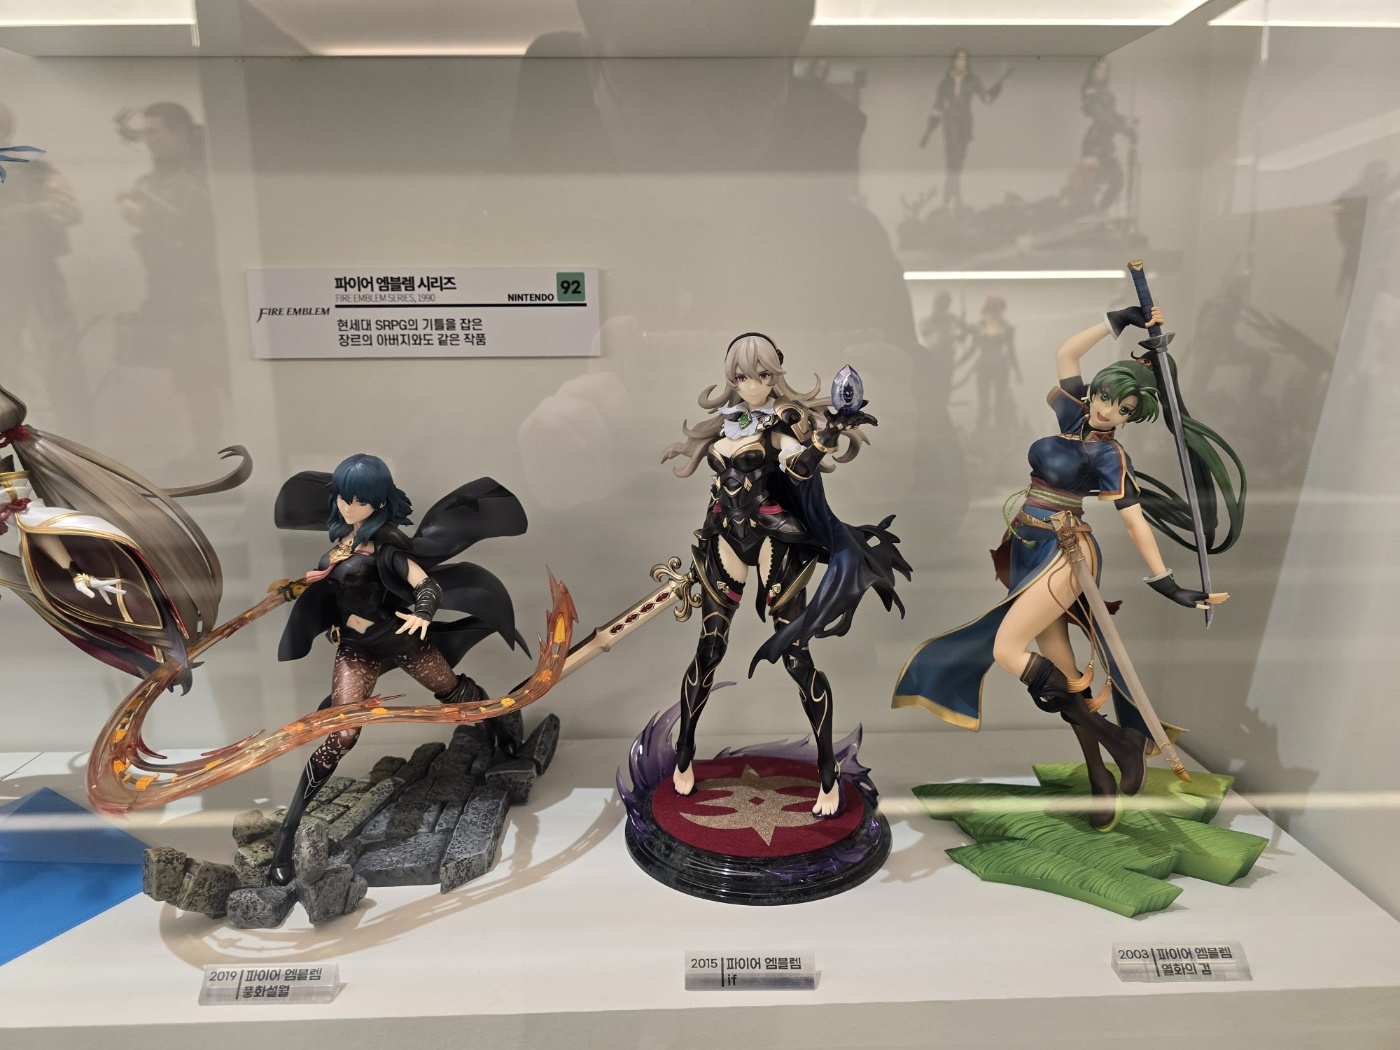 FIRE EMBLEM
파이어 엠블렘 시리즈
FIRE EMBLEM SERIES, 1990
NINTENDO
92
현세대 SRPG의 기틀을 잡은
장르의 아버지와도 같은 작품
2019 파이어 엠블렘
풍화설월
2015 파이어 엠블렘
if
2003 파이어 엠블렘
열화의 검